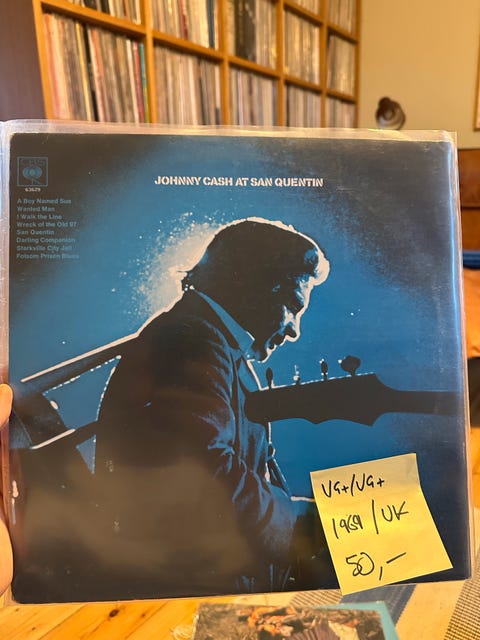 CBS
63629
JOHNNY CASH AT SAN QUENTIN
A Boy Named Sue
Wanted Man
I Walk the Line
Wreck of the Old 97
San Quentin
Darling Companion
Starkville City Jail
Folsom Prison Blues
VG+/VG+
1969/UK
50,-